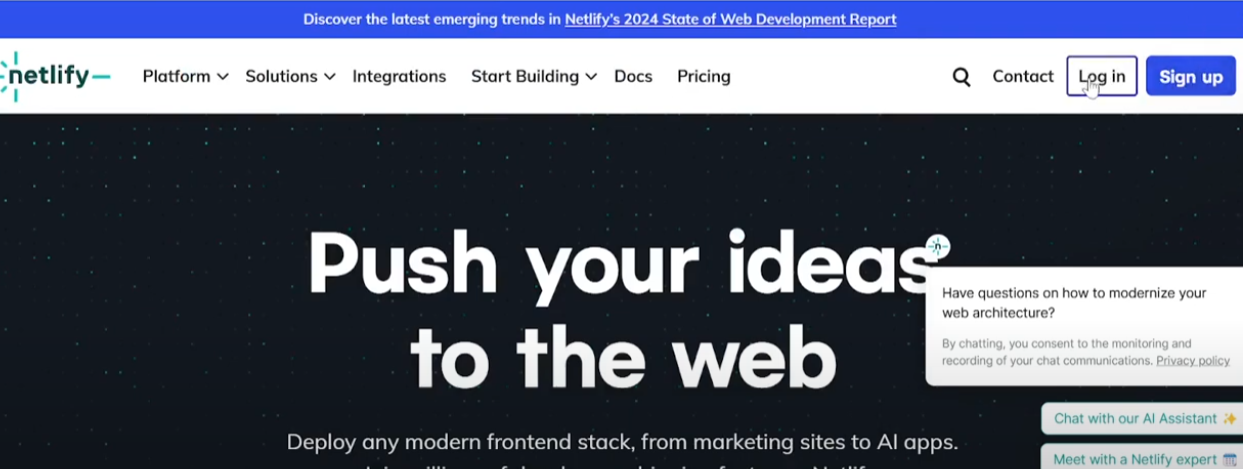 Discover the latest emerging trends in Netlify's 2024 State of Web Development Report
netlify Platform Solutions Integrations Start Building Docs Pricing Contact Log in Sign up
Push your ideas
to the web
n
Have questions on how to modernize your
web architecture?
By chatting, you consent to the monitoring and
recording of your chat communications. Privacy policy
Chat with our AI Assistant ✨
Deploy any modern frontend stack, from marketing sites to AI apps.
Meet with a Netlify expert